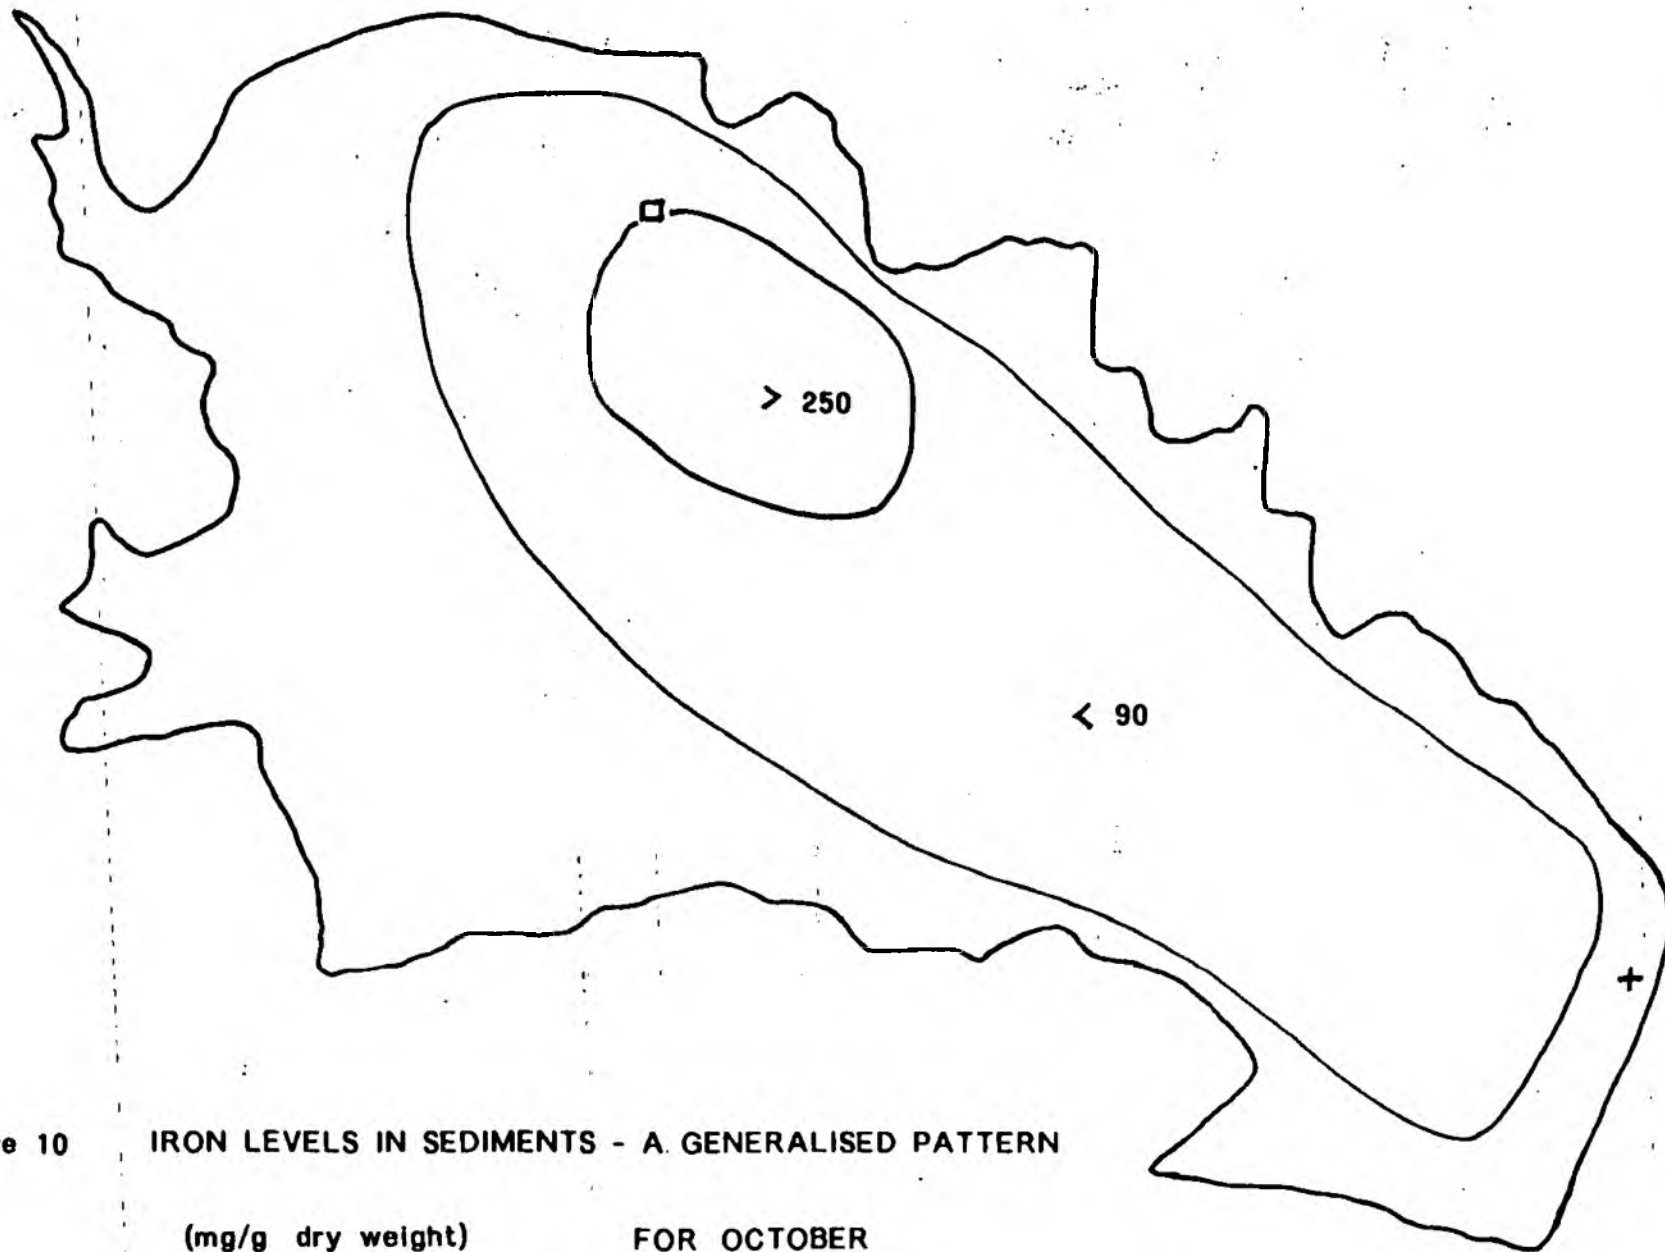 > 250
< 90
e 10 IRON LEVELS IN SEDIMENTS - A GENERALISED PATTERN
(mg/g dry weight) FOR OCTOBER